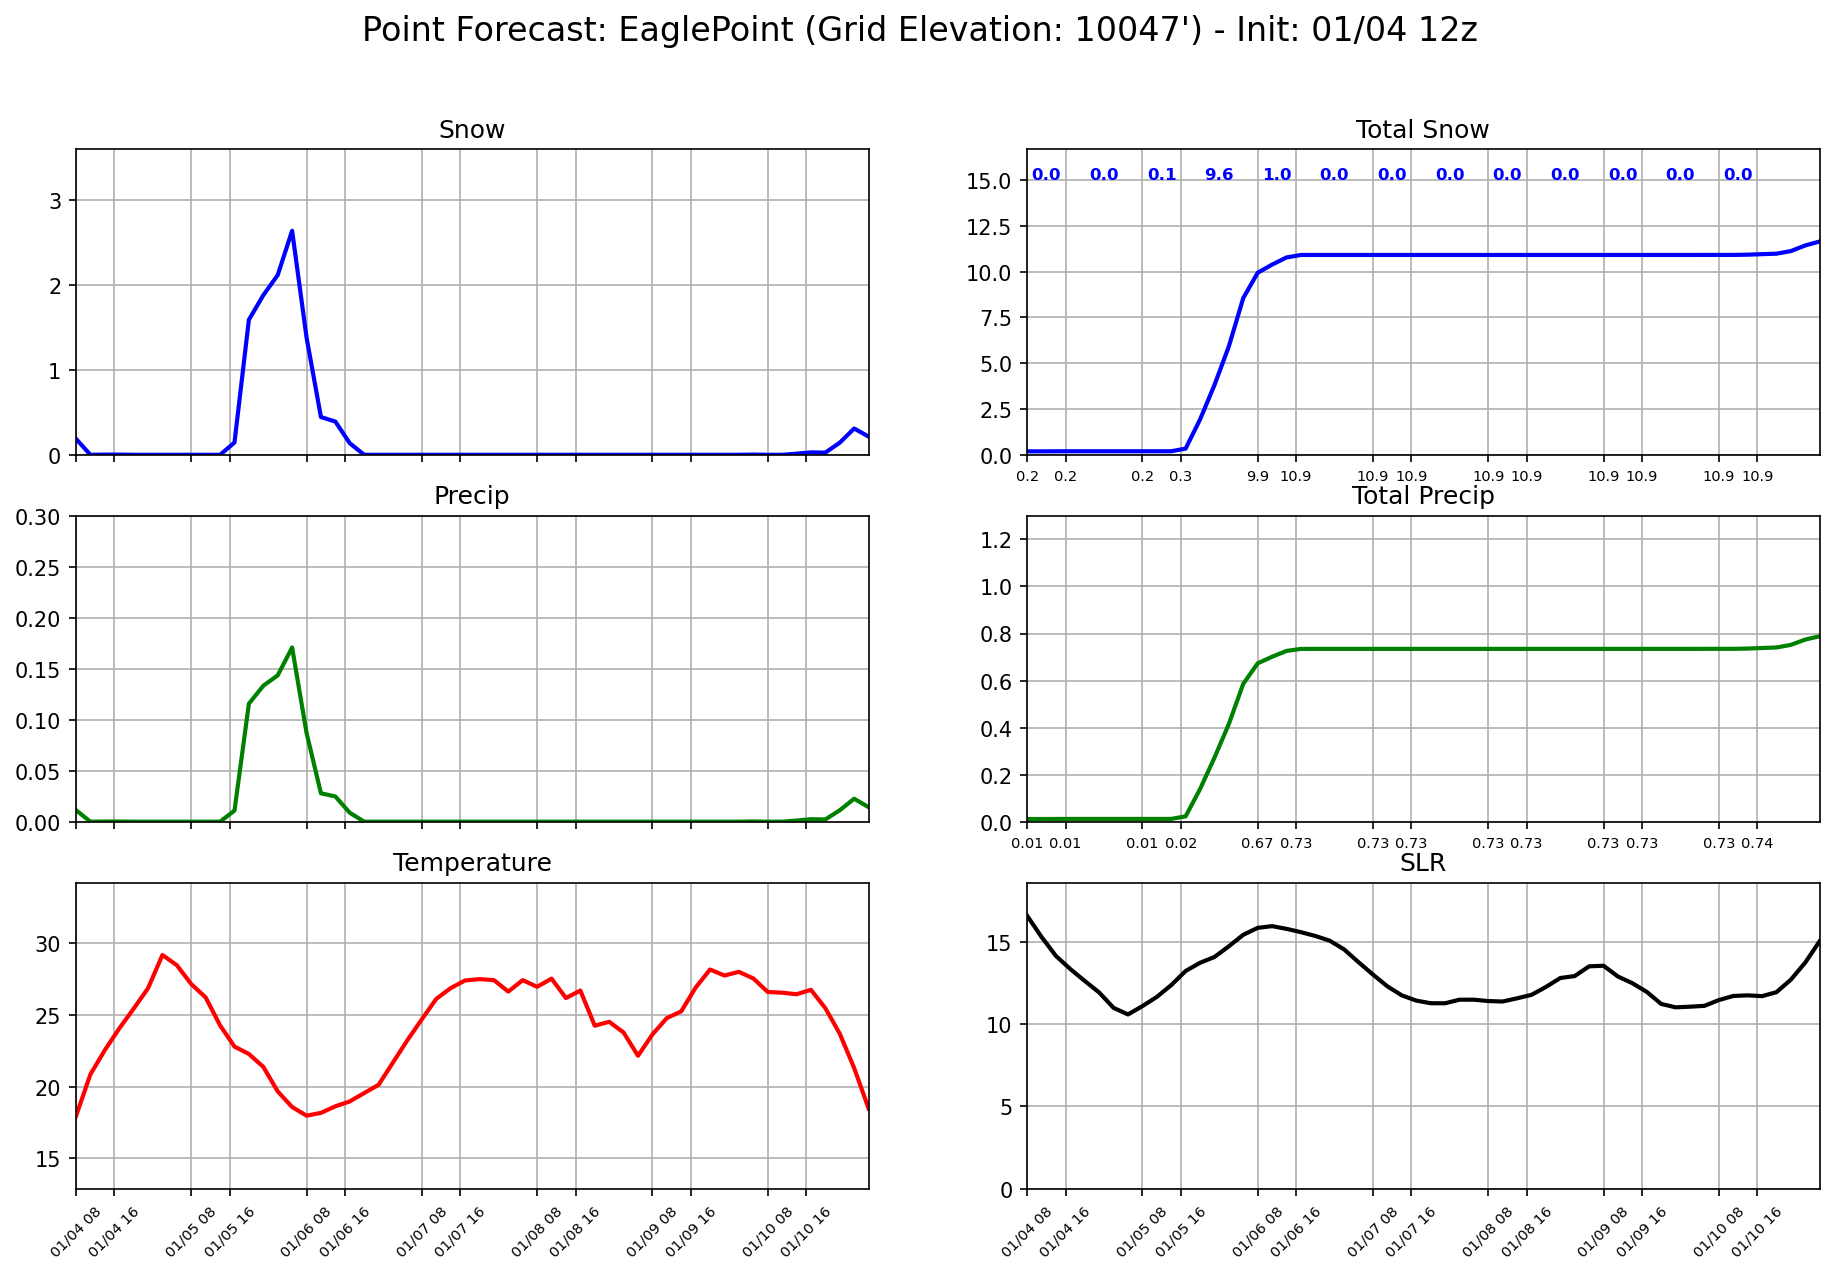 Point Forecast: EaglePoint (Grid Elevation: 10047') - Init: 01/04 12z
Snow
3
2
1
0
Total Snow
0.0 0.0 0.1 9.6 1.0 0.0 0.0 0.0 0.0 0.0 0.0 0.0 0.0
15.0
12.5
10.0
7.5
5.0
2.5
0.0
0.2 0.2 0.2 0.3 9.9 10.9 10.9 10.9 10.9 10.9 10.9 10.9 10.9 10.9
Precip
0.30
0.25
0.20
0.15
0.10
0.05
0.00
Total Precip
1.2
1.0
0.8
0.6
0.4
0.2
0.0
0.01 0.01 0.01 0.02 0.67 0.73 0.73 0.73 0.73 0.73 0.73 0.73 0.73 0.74
Temperature
30
25
20
15
01/04 08 01/04 16 01/05 08 01/05 16 01/06 08 01/06 16 01/07 08 01/07 16 01/08 08 01/08 16 01/09 08 01/09 16 01/10 08 01/10 16
SLR
15
10
5
0
01/04 08 01/04 16 01/05 08 01/05 16 01/06 08 01/06 16 01/07 08 01/07 16 01/08 08 01/08 16 01/09 08 01/09 16 01/10 08 01/10 16